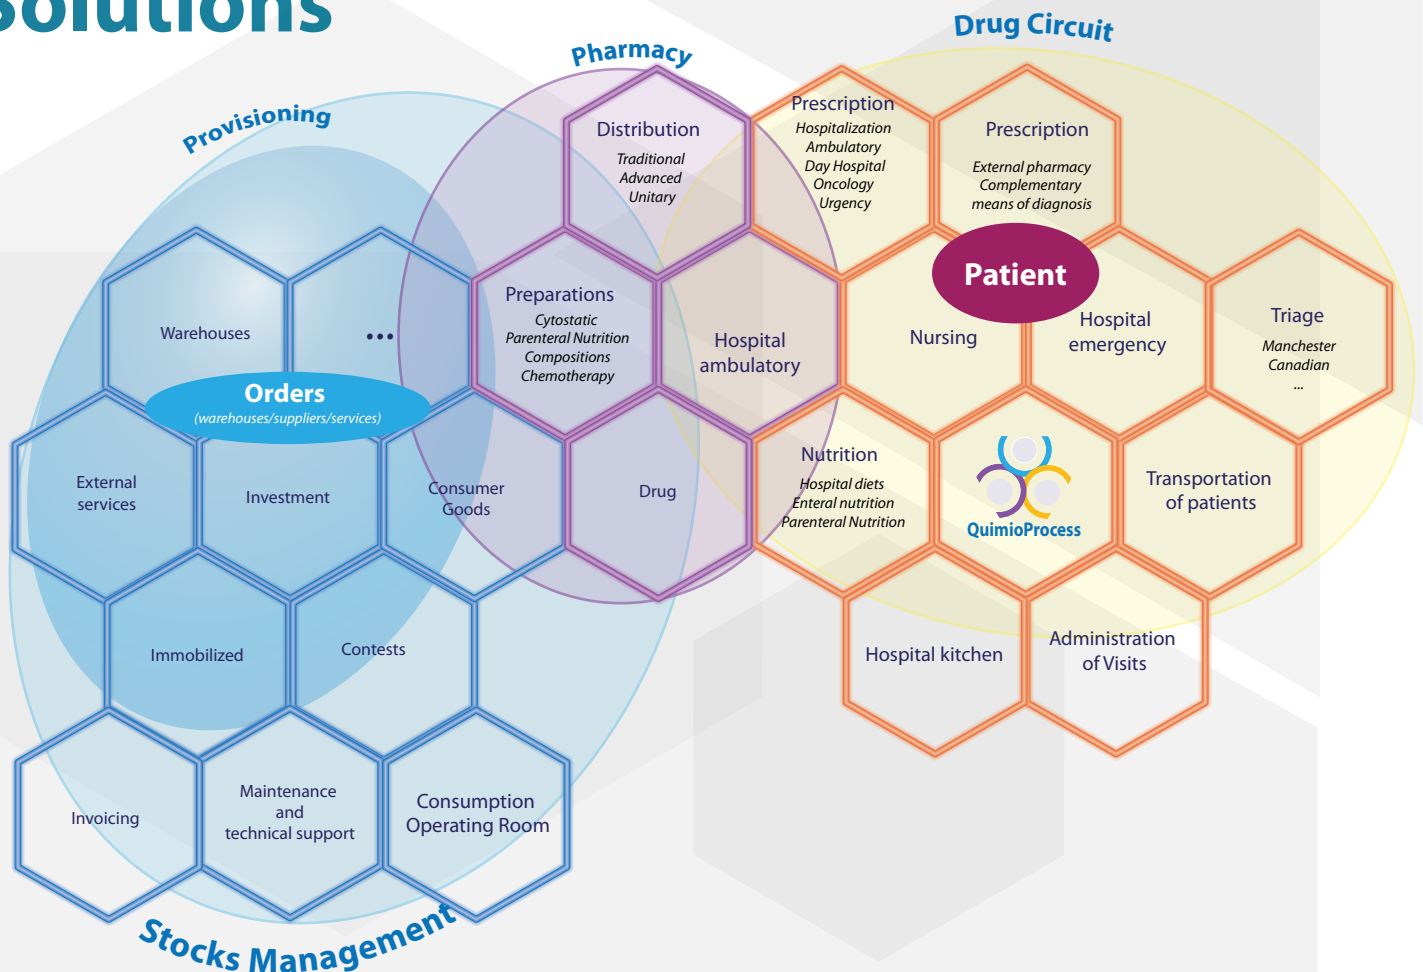 Solutions
Drug Circuit
Pharmacy
Provisioning
Distribution
Traditional
Advanced
Unitary
Prescription
Hospitalization
Ambulatory
Day Hospital
Oncology
Urgency
Prescription
External pharmacy
Complementary
means of diagnosis
Patient
Warehouses
...
Orders
(warehouses/suppliers/services)
Preparations
Cytostatic
Parenteral Nutrition
Compositions
Chemotherapy
Hospital
ambulatory
Nursing
Hospital
emergency
Triage
Manchester
Canadian
...
External
services
Investment
Consumer
Goods
Drug
Nutrition
Hospital diets
Enteral nutrition
Parenteral Nutrition
QuimioProcess
Transportation
of patients
Immobilized
Contests
Hospital kitchen
Administration
of Visits
Invoicing
Maintenance
and
technical support
Consumption
Operating Room
Stocks Management